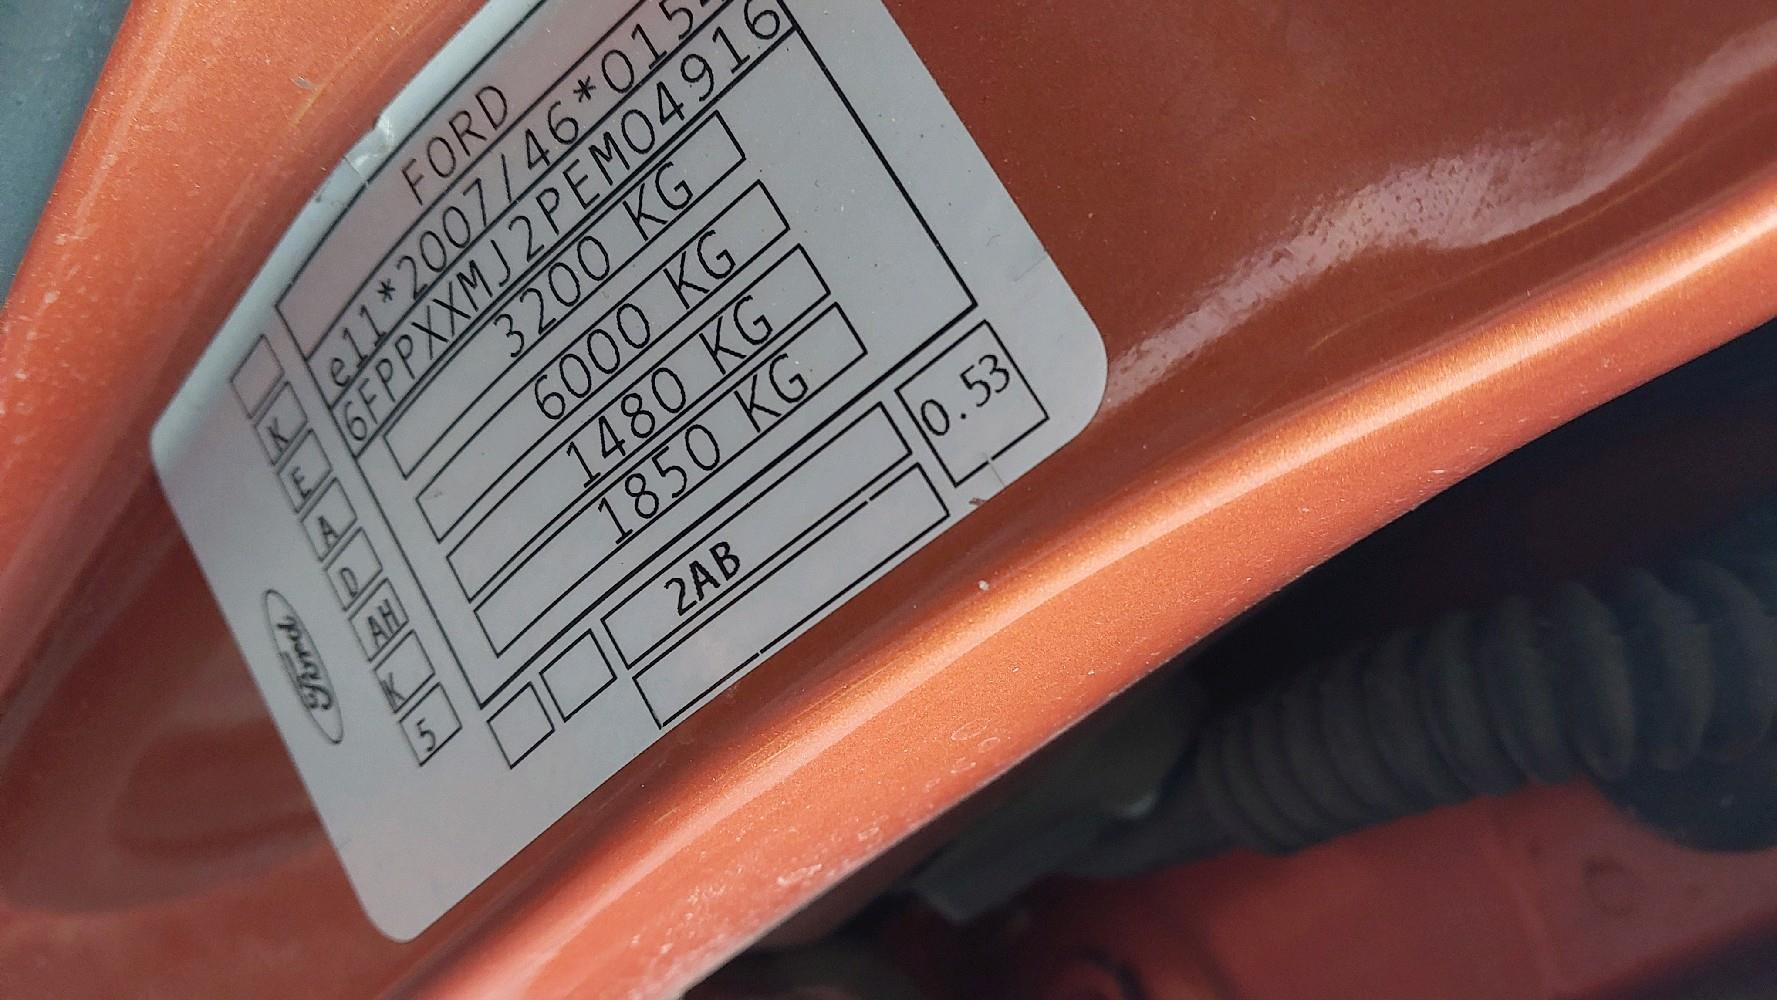 FORD
e11*2007/46*0154
6FPPXXMJ2PEM04916
3200 KG
6000 KG
1480 KG
1850 KG
0.53
2AB
K
E
A
D
AH
K
5
Ford